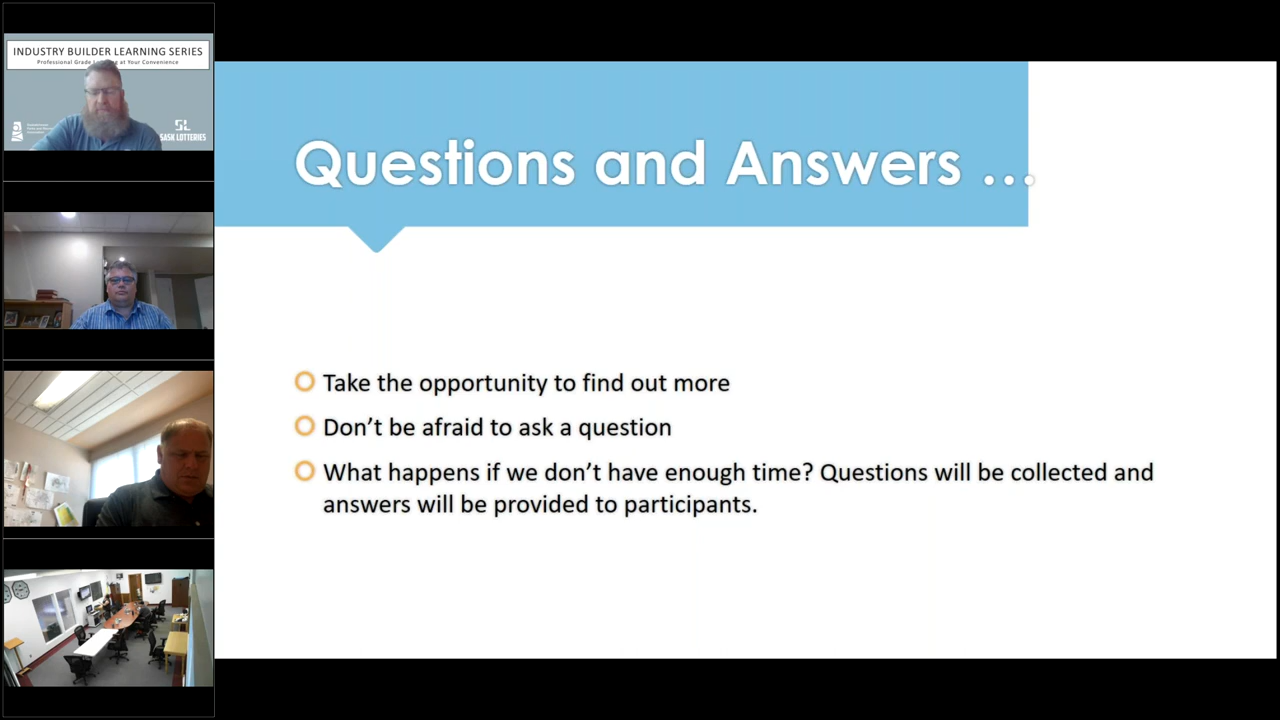 INDUSTRY BUILDER LEARNING SERIES
Professional Grade at Your Convenience
SL
SASK LOTTERIES
Questions and Answers …
Take the opportunity to find out more
Don’t be afraid to ask a question
What happens if we don’t have enough time? Questions will be collected and
answers will be provided to participants.